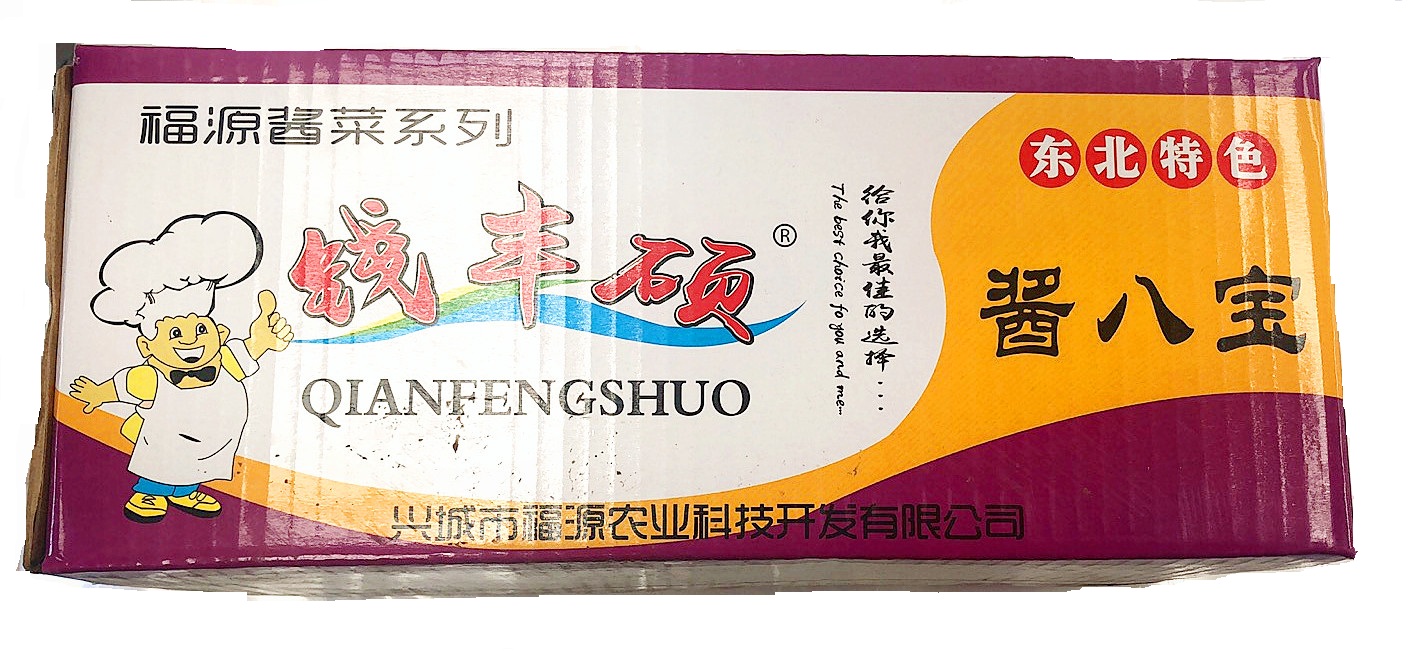 福源酱菜系列
钱丰硕®
QIANFENGSHUO
给你我最佳的选择...
The best choice fo you and me...
东北特色
酱八宝
兴城市福源农业科技开发有限公司